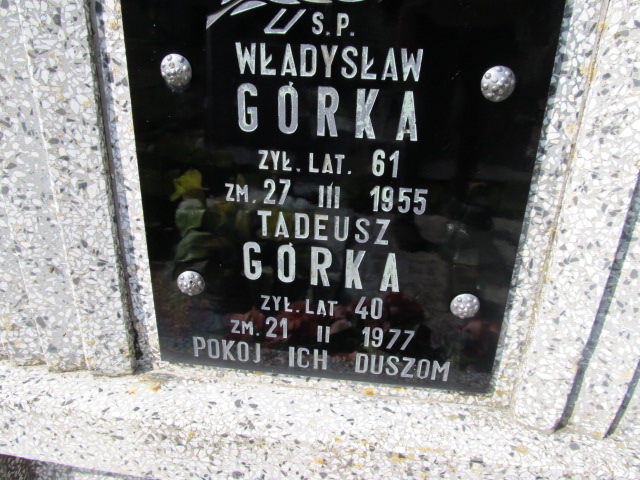 Ś.P.
WŁADYSŁAW
GÓRKA
ŻYŁ. LAT. 61
ZM. 27 III 1955
TADEUSZ
GÓRKA
ŻYŁ. LAT 40
ZM. 21 II 1977
POKÓJ ICH DUSZOM